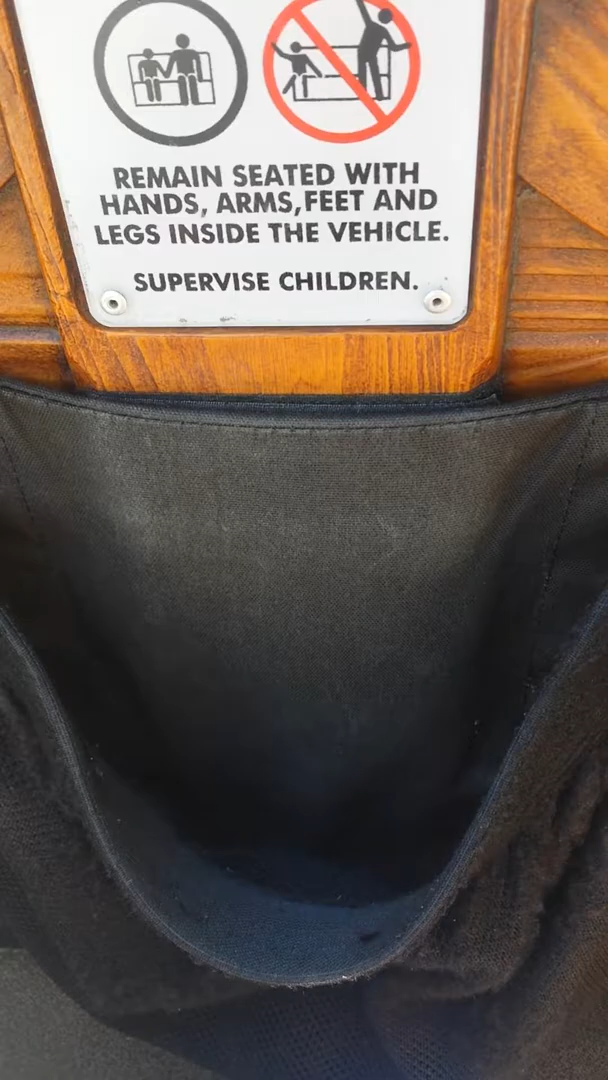 REMAIN SEATED WITH
HANDS, ARMS,FEET AND
LEGS INSIDE THE VEHICLE.
SUPERVISE CHILDREN.